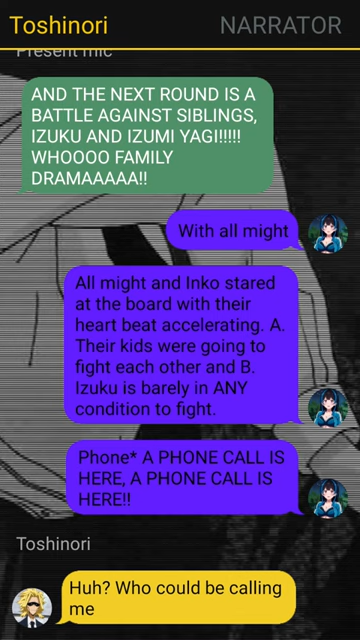 Toshinori
NARRATOR
Present mic
AND THE NEXT ROUND IS A
BATTLE AGAINST SIBLINGS,
IZUKU AND IZUMI YAGI!!!!!
WHOOOO FAMILY
DRAMAAAAA!!
With all might
All might and Inko stared
at the board with their
heart beat accelerating. A.
Their kids were going to
fight each other and B.
Izuku is barely in ANY
condition to fight.
Phone* A PHONE CALL IS
HERE, A PHONE CALL IS
HERE!!
Toshinori
Huh? Who could be calling
me